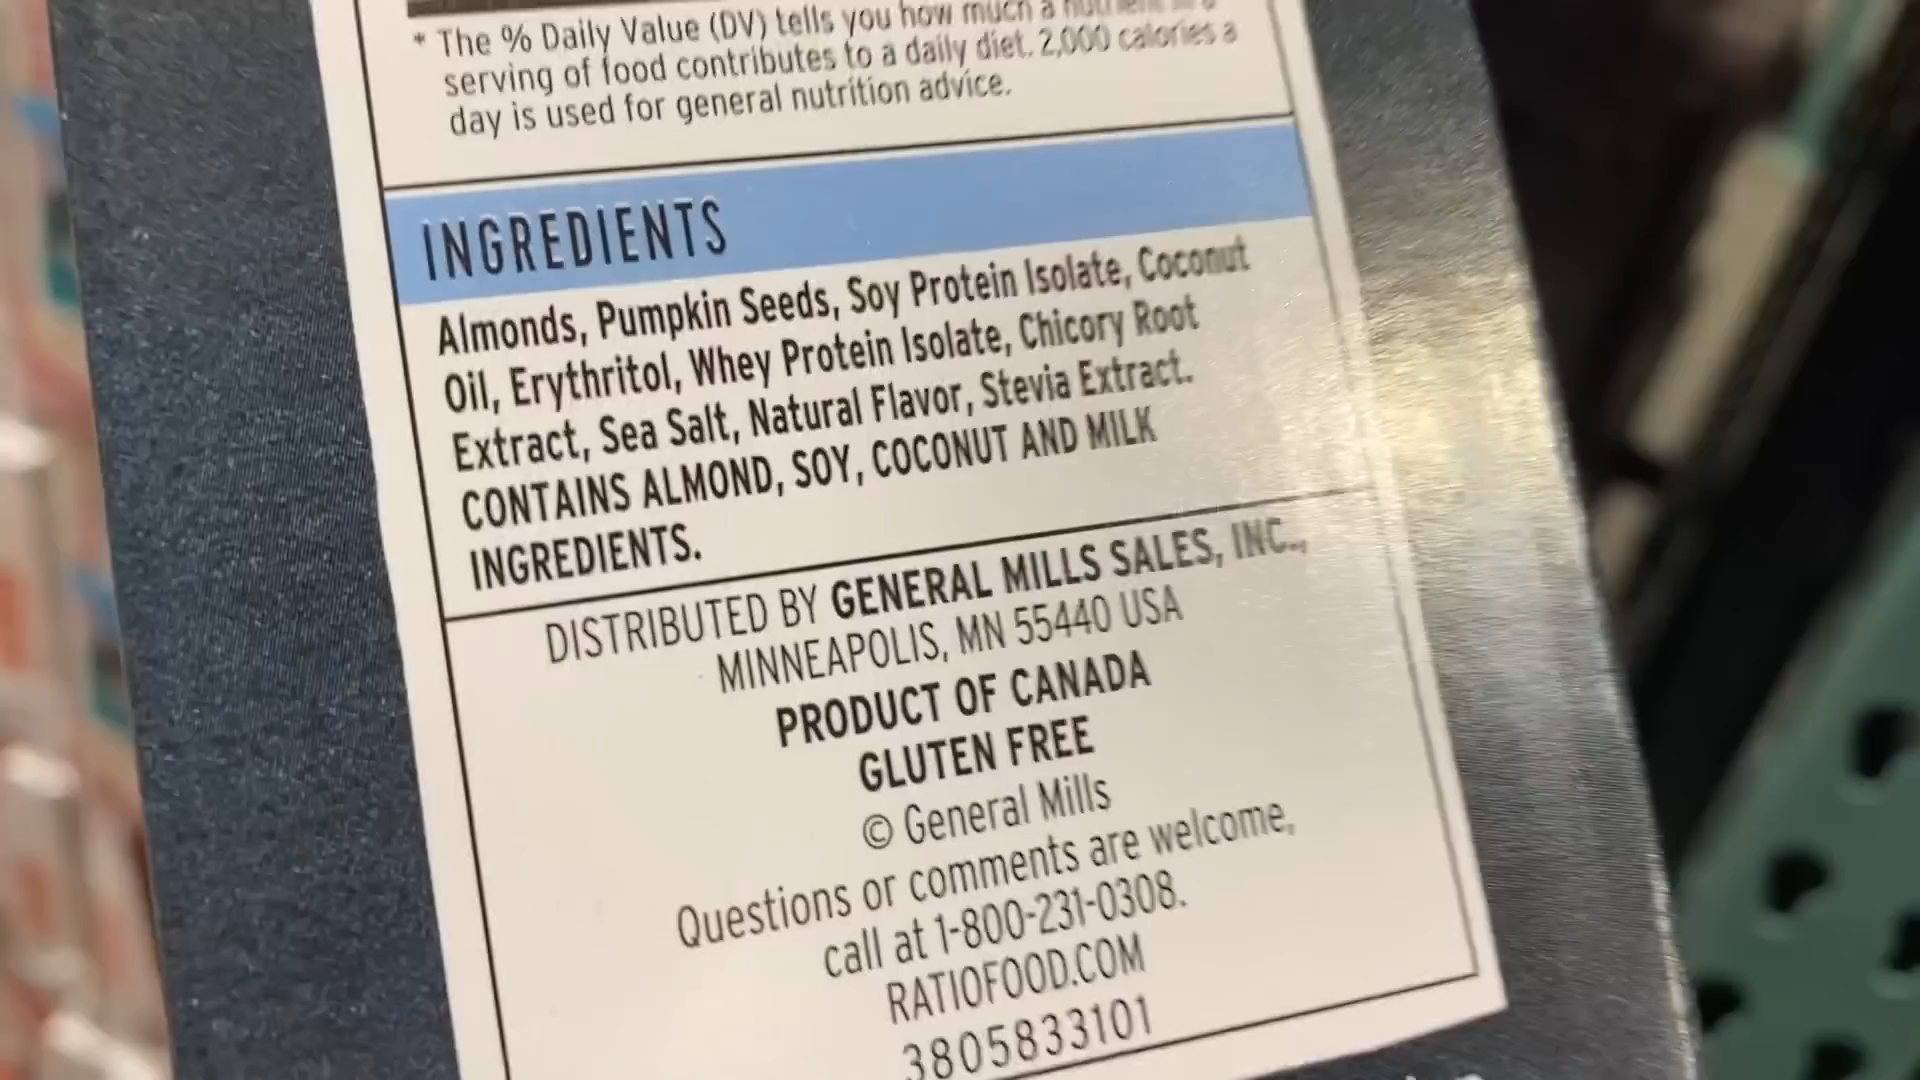 * The % Daily Value (DV) tells you how much a nutrient in a
serving of food contributes to a daily diet. 2,000 calories a
day is used for general nutrition advice.
INGREDIENTS
Almonds, Pumpkin Seeds, Soy Protein Isolate, Coconut
Oil, Erythritol, Whey Protein Isolate, Chicory Root
Extract, Sea Salt, Natural Flavor, Stevia Extract.
CONTAINS ALMOND, SOY, COCONUT AND MILK
INGREDIENTS.
DISTRIBUTED BY GENERAL MILLS SALES, INC.,
MINNEAPOLIS, MN 55440 USA
PRODUCT OF CANADA
GLUTEN FREE
© General Mills
Questions or comments are welcome,
call at 1-800-231-0308.
RATIOFOOD.COM
3805833101